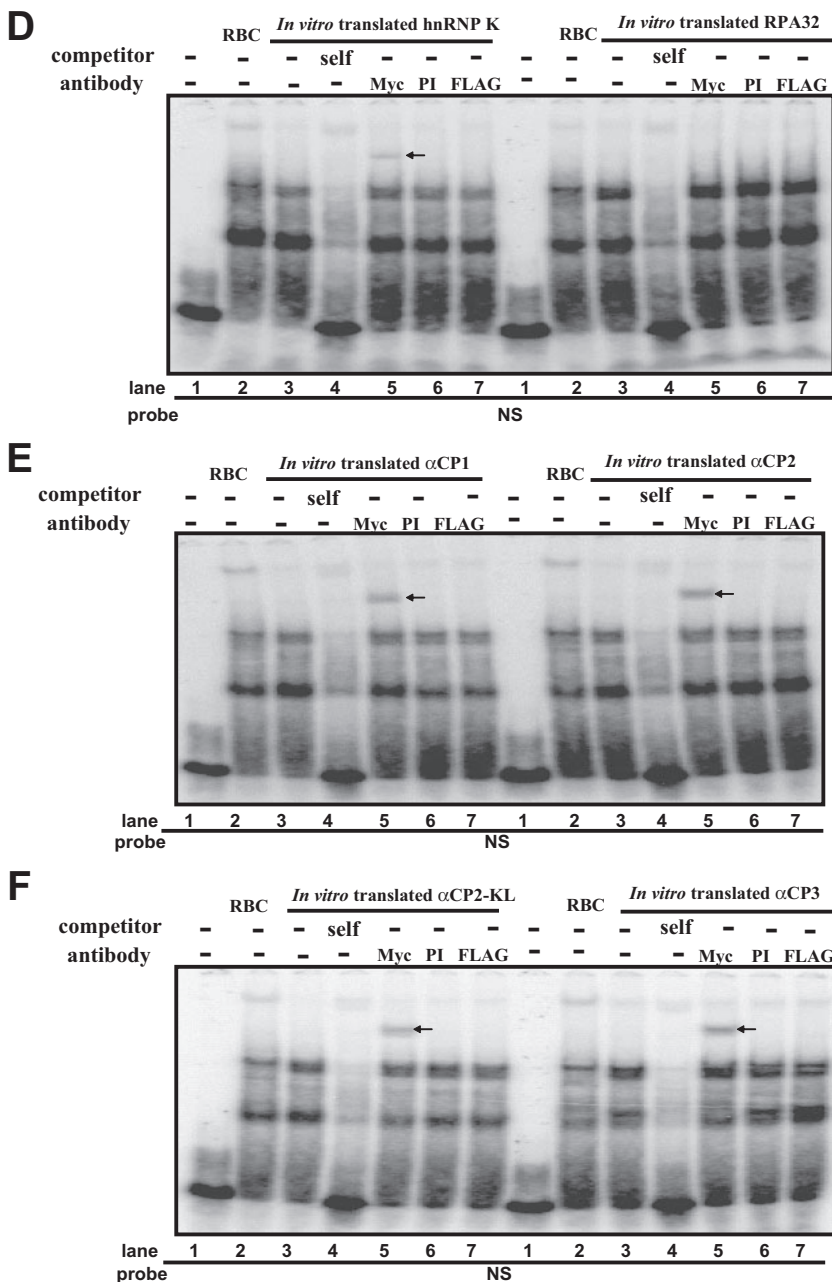 D
RBC In vitro translated hnRNP K RBC In vitro translated RPA32
competitor - - - self - - - - - - self - - -
antibody - - - - Myc PI FLAG - - - - Myc PI FLAG
lane 1 2 3 4 5 6 7 1 2 3 4 5 6 7
probe NS
E
RBC In vitro translated αCP1 RBC In vitro translated αCP2
competitor - - - self - - - - - - self - - -
antibody - - - - Myc PI FLAG - - - - Myc PI FLAG
lane 1 2 3 4 5 6 7 1 2 3 4 5 6 7
probe NS
F
RBC In vitro translated αCP2-KL RBC In vitro translated αCP3
competitor - - - self - - - - - - self - - -
antibody - - - - Myc PI FLAG - - - - Myc PI FLAG
lane 1 2 3 4 5 6 7 1 2 3 4 5 6 7
probe NS